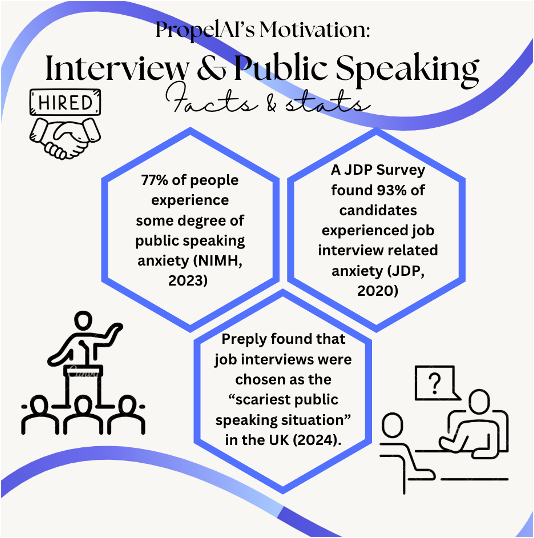 PropelAI's Motivation:
Interview & Public Speaking
Facts & stats
HIRED
77% of people
experience
some degree of
public speaking
anxiety (NIMH,
2023)
A JDP Survey
found 93% of
candidates
experienced job
interview related
anxiety (JDP,
2020)
Preply found that
job interviews were
chosen as the
“scariest public
speaking situation”
in the UK (2024).
Canva
?